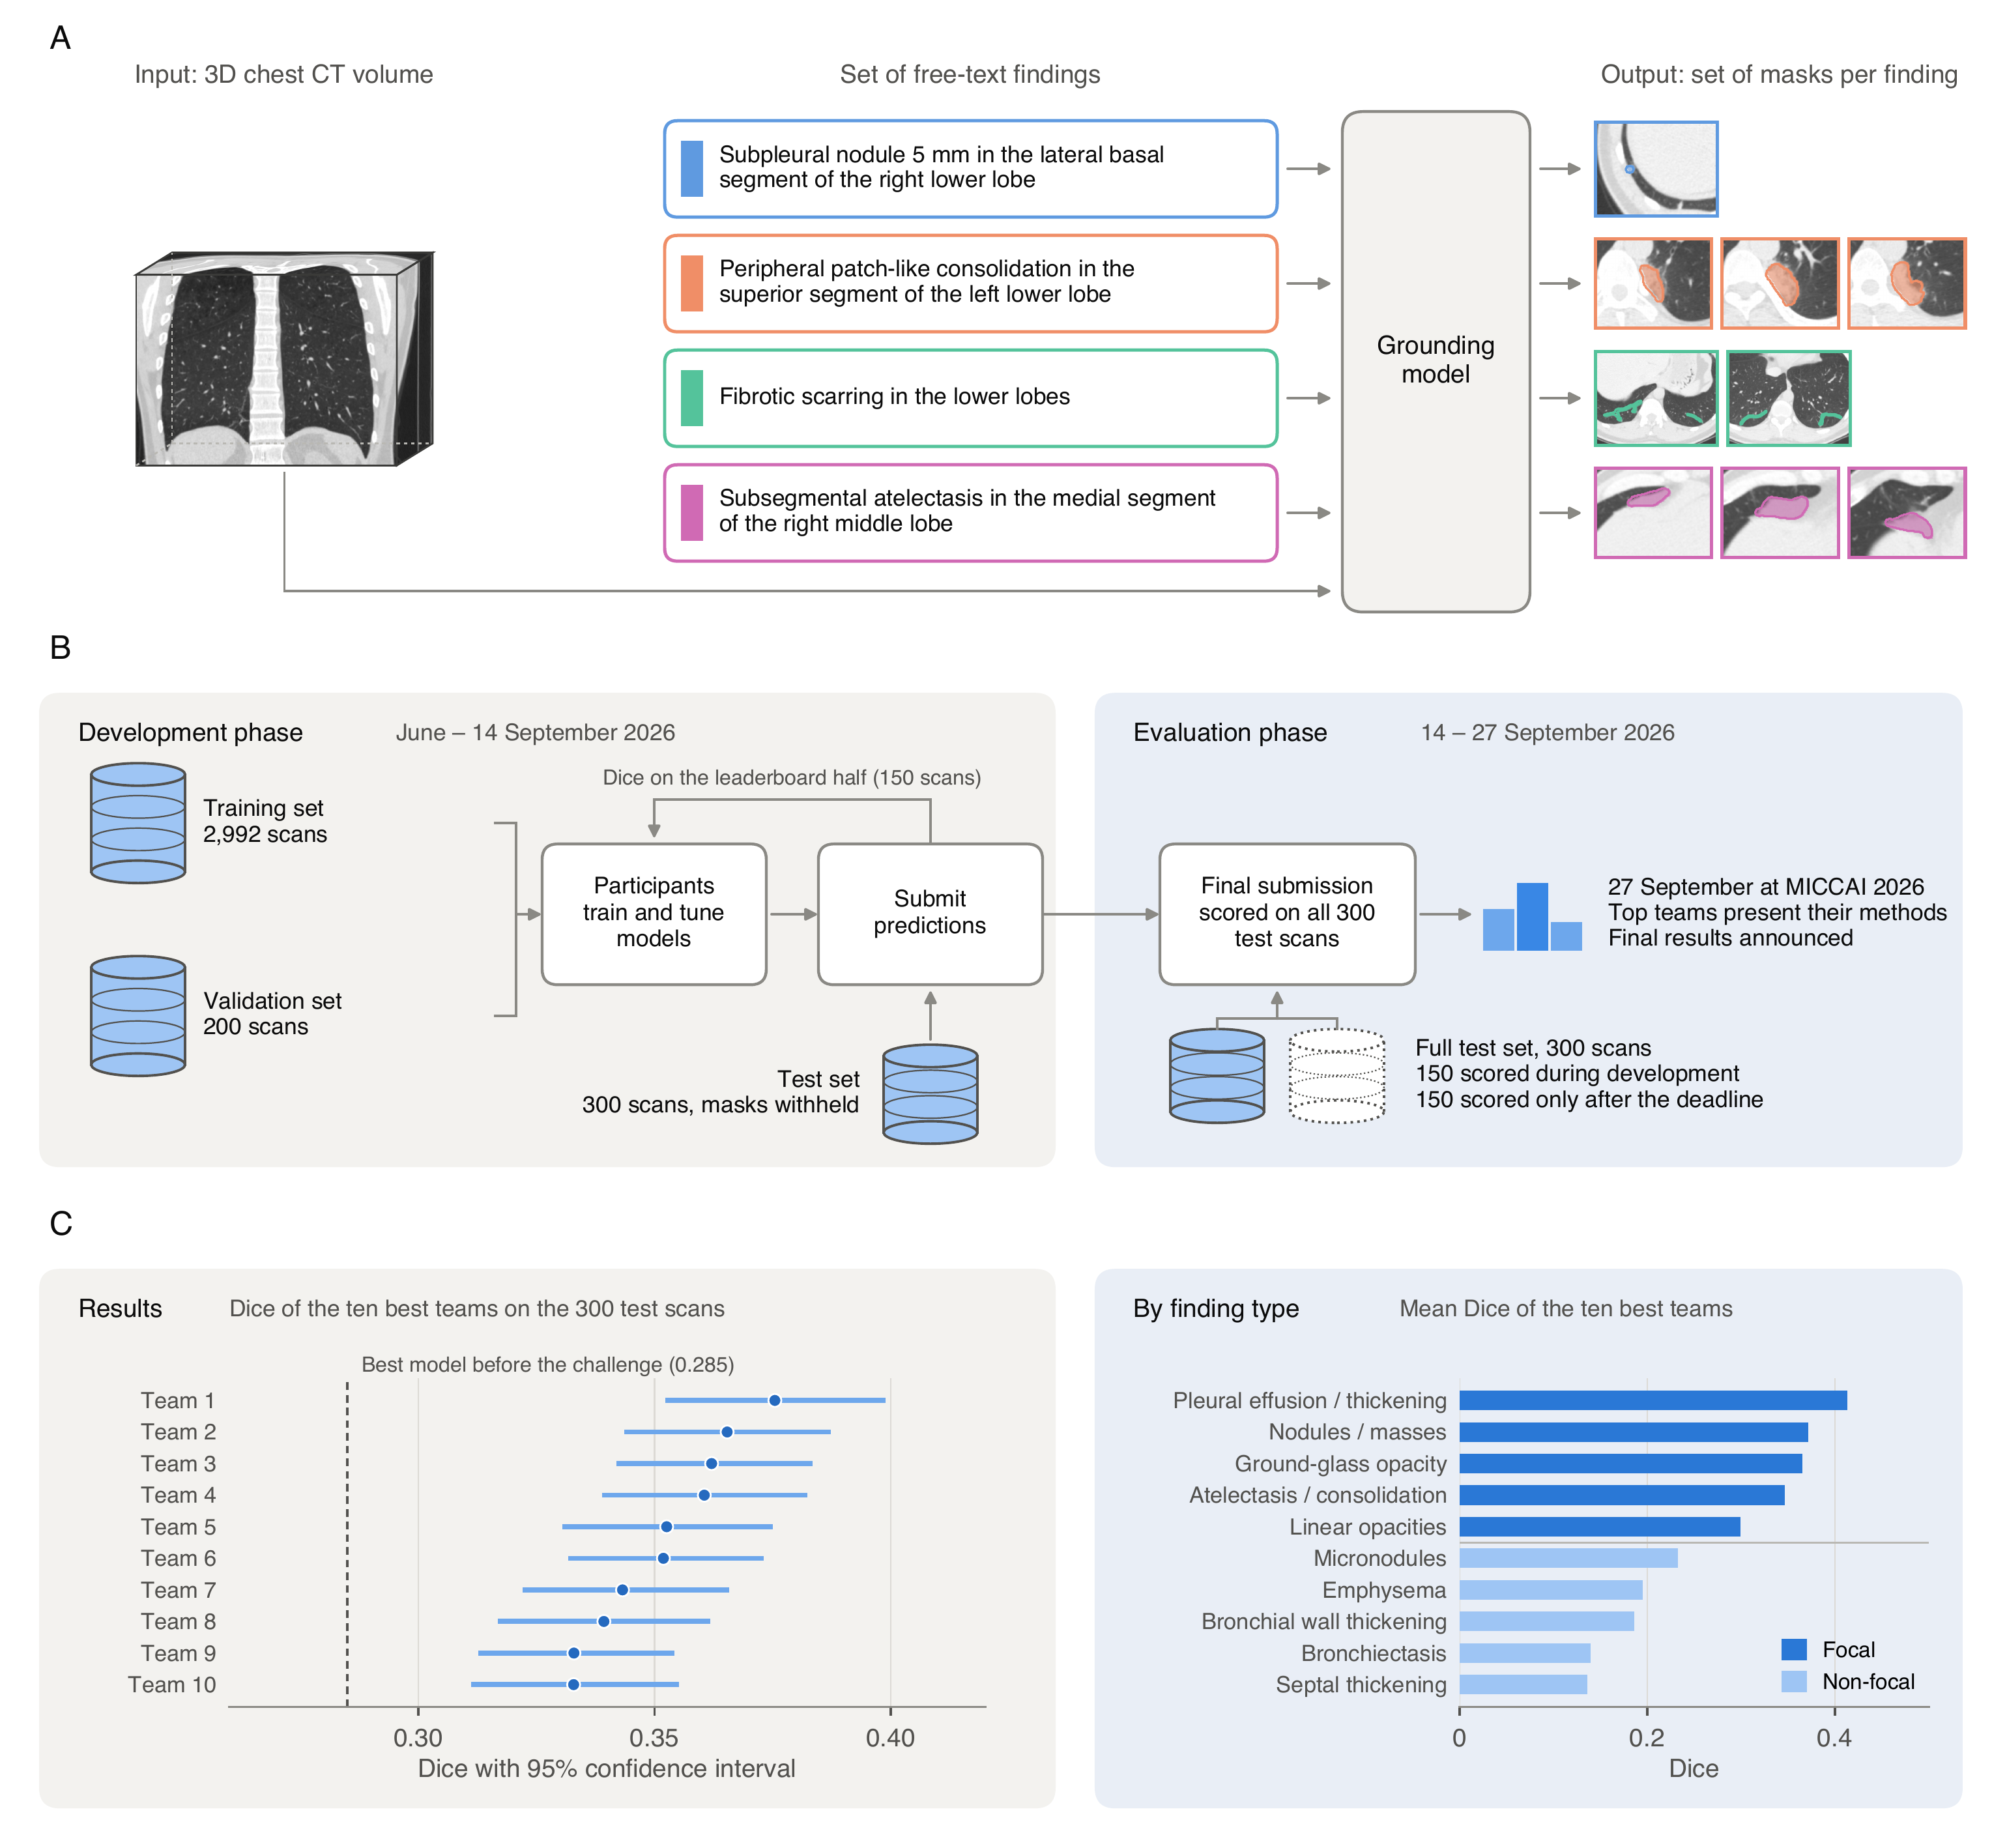 A
Input: 3D chest CT volume
Set of free-text findings
Output: set of masks per finding
Subpleural nodule 5 mm in the lateral basal
segment of the right lower lobe
Peripheral patch-like consolidation in the
superior segment of the left lower lobe
Fibrotic scarring in the lower lobes
Subsegmental atelectasis in the medial segment
of the right middle lobe
Grounding
model
B
Development phase
June – 14 September 2026
Dice on the leaderboard half (150 scans)
Training set
2,992 scans
Validation set
200 scans
Participants
train and tune
models
Submit
predictions
Test set
300 scans, masks withheld
Evaluation phase
14 – 27 September 2026
Final submission
scored on all 300
test scans
27 September at MICCAI 2026
Top teams present their methods
Final results announced
Full test set, 300 scans
150 scored during development
150 scored only after the deadline
C
Results
Dice of the ten best teams on the 300 test scans
Best model before the challenge (0.285)
Team 1
Team 2
Team 3
Team 4
Team 5
Team 6
Team 7
Team 8
Team 9
Team 10
0.30
0.35
0.40
Dice with 95% confidence interval
By finding type
Mean Dice of the ten best teams
Pleural effusion / thickening
Nodules / masses
Ground-glass opacity
Atelectasis / consolidation
Linear opacities
Micronodules
Emphysema
Bronchial wall thickening
Bronchiectasis
Septal thickening
Focal
Non-focal
0
0.2
0.4
Dice